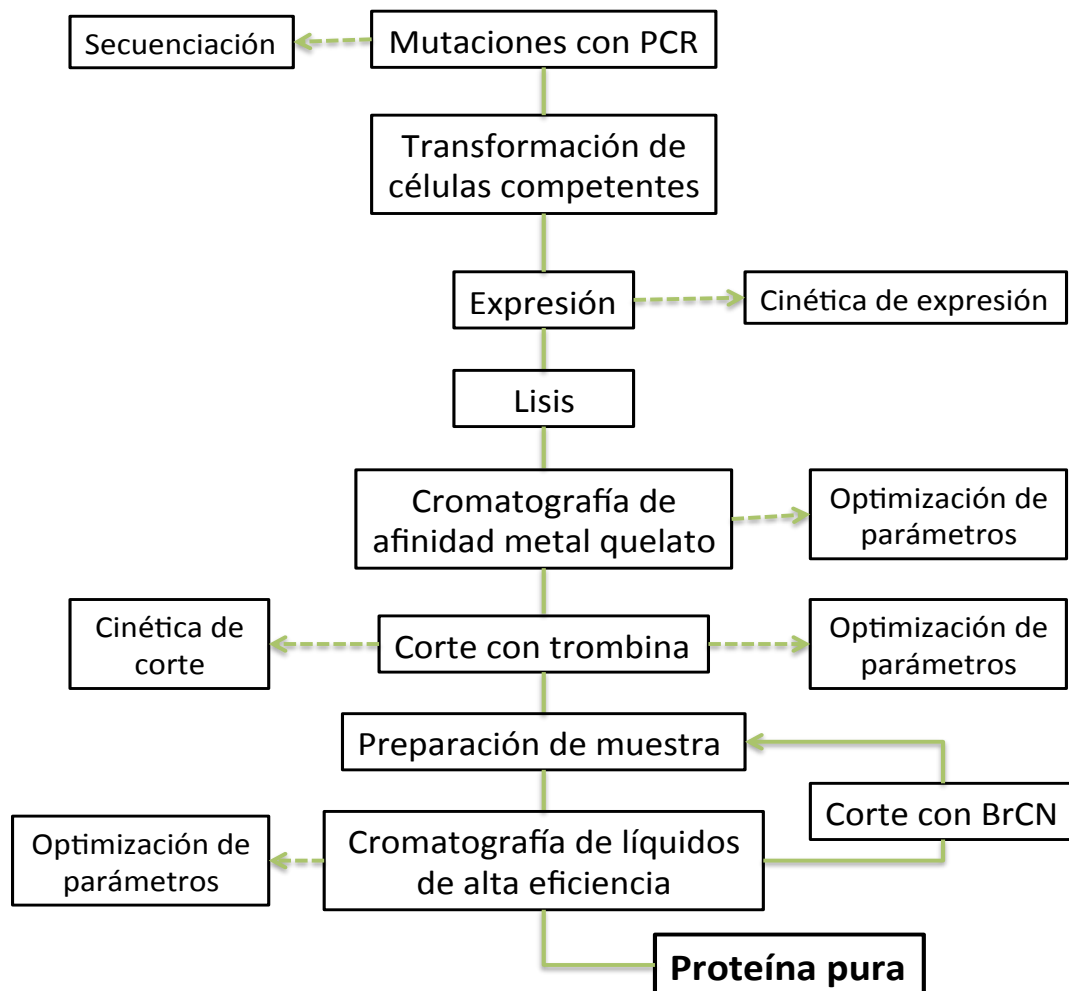 Secuenciación
Mutaciones con PCR
Transformación de
células competentes
Expresión
Cinética de expresión
Lisis
Cromatografía de
afinidad metal quelato
Optimización de
parámetros
Cinética de
corte
Corte con trombina
Optimización de
parámetros
Preparación de muestra
Corte con BrCN
Optimización de
parámetros
Cromatografía de líquidos
de alta eficiencia
Proteína pura